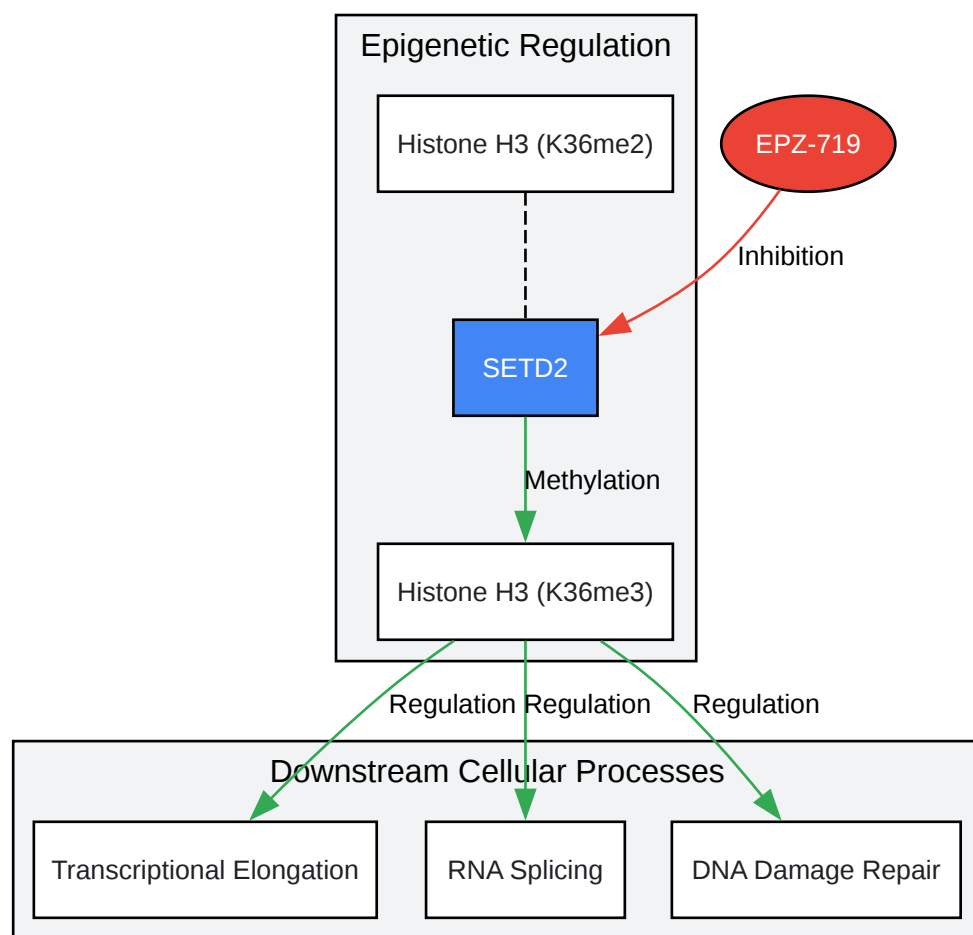 Epigenetic Regulation
Histone H3 (K36me2)
EPZ-719
Inhibition
SETD2
Methylation
Histone H3 (K36me3)
Regulation
Regulation
Regulation
Downstream Cellular Processes
Transcriptional Elongation
RNA Splicing
DNA Damage Repair